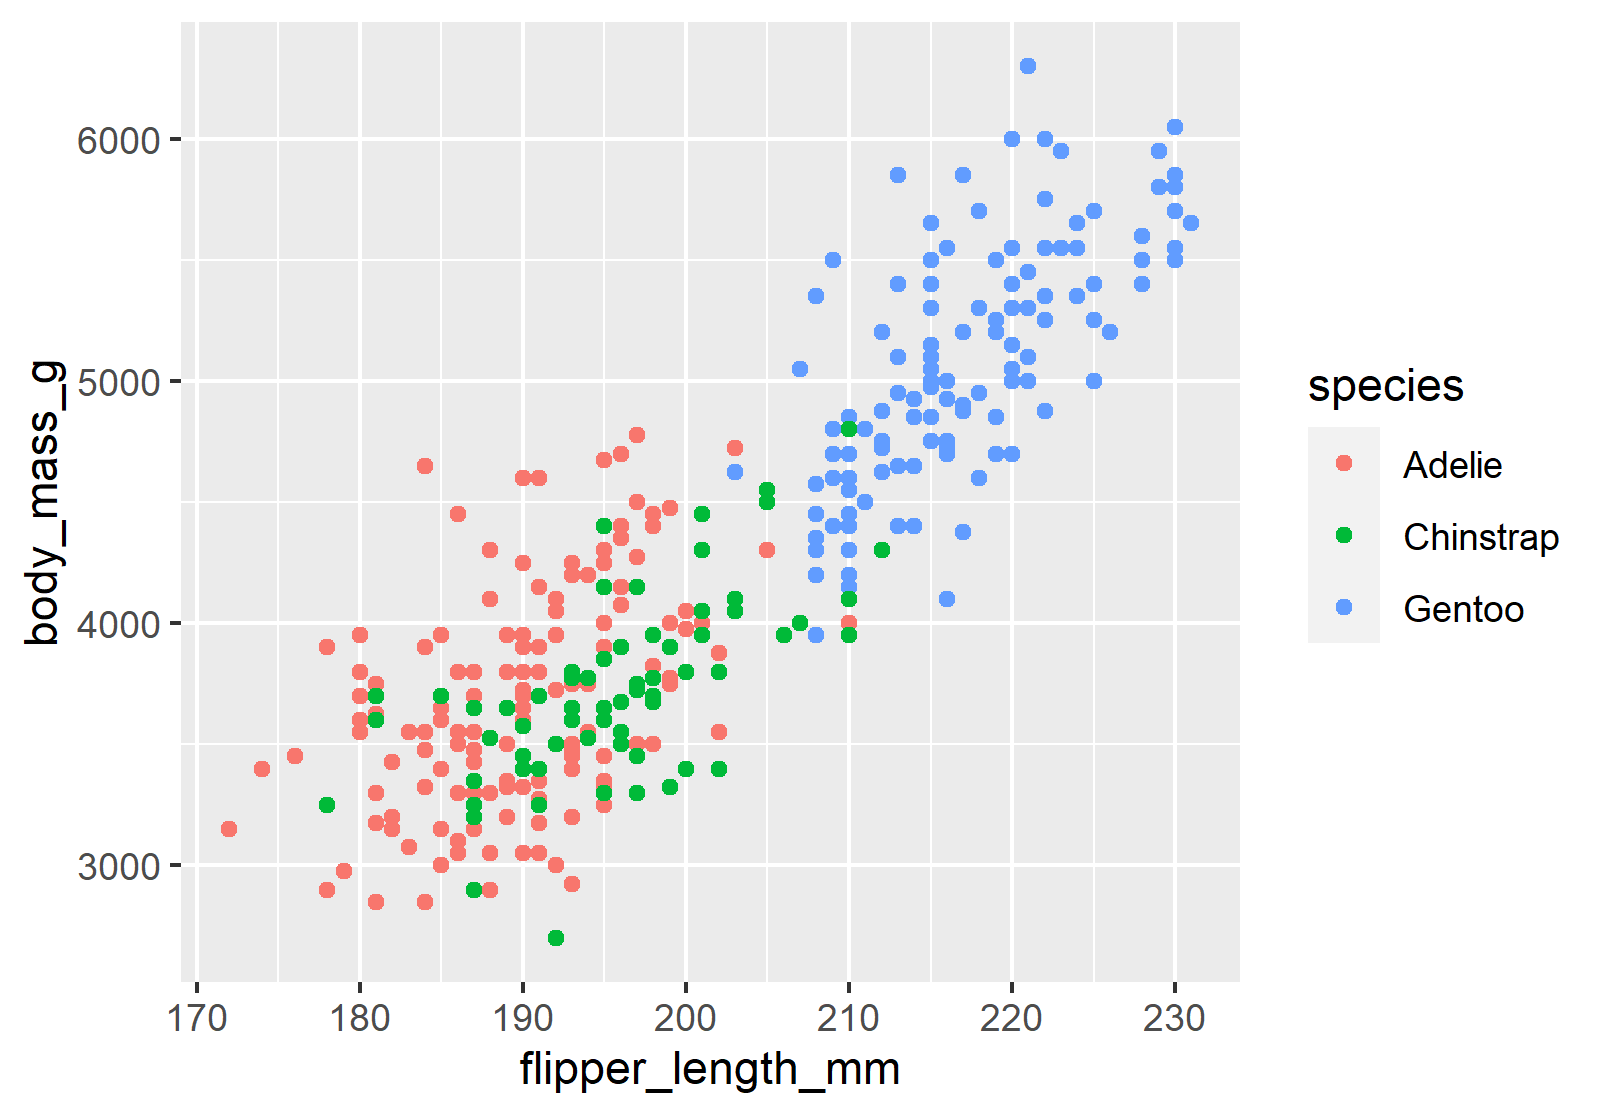 6000
5000
4000
3000
body_mass_g
170 180 190 200 210 220 230
flipper_length_mm
species
Adelie
Chinstrap
Gentoo